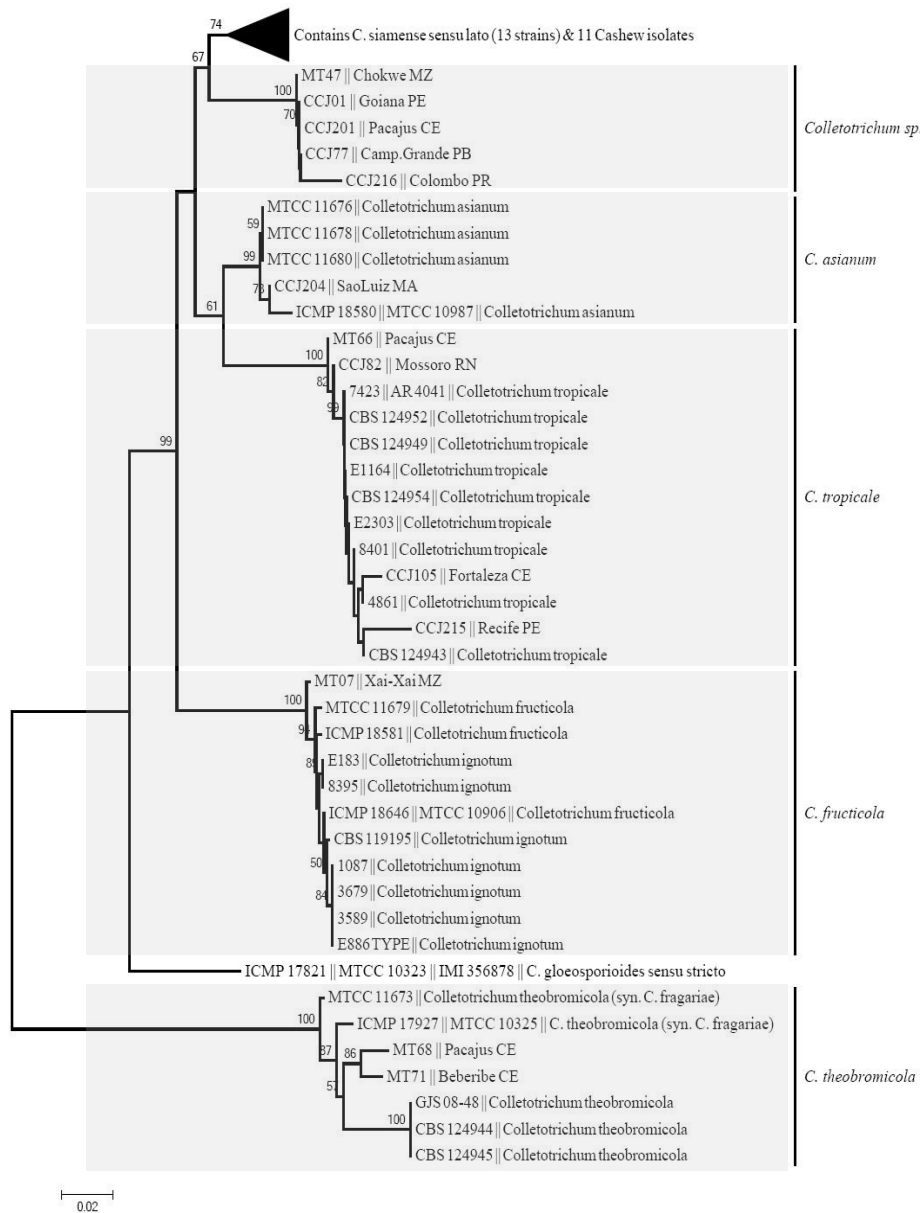 74
Contains C. siamense sensu lato (13 strains) & 11 Cashew isolates
67
MT47 || Chokwe MZ
100
CCJ01 || Goiana PE
70
CCJ201 || Pacajus CE
Colletotrichum sp.
CCJ77 || Camp.Grande PB
CCJ216 || Colombo PR
MTCC 11676 || Colletotrichum asianum
59
MTCC 11678 || Colletotrichum asianum
99
MTCC 11680 || Colletotrichum asianum
C. asianum
CCJ204 || SaoLuiz MA
73
61
ICMP 18580 || MTCC 10987 || Colletotrichum asianum
MT66 || Pacajus CE
100
CCJ82 || Mossoro RN
82
7423 || AR 4041 || Colletotrichum tropicale
99
CBS 124952 || Colletotrichum tropicale
99
CBS 124949 || Colletotrichum tropicale
E1164 || Colletotrichum tropicale
CBS 124954 || Colletotrichum tropicale
C. tropicale
E2303 || Colletotrichum tropicale
8401 || Colletotrichum tropicale
CCJ105 || Fortaleza CE
4861 || Colletotrichum tropicale
CCJ215 || Recife PE
CBS 124943 || Colletotrichum tropicale
MT07 || Xai-Xai MZ
100
MTCC 11679 || Colletotrichum fructicola
ICMP 18581 || Colletotrichum fructicola
E183 || Colletotrichum ignotum
8395 || Colletotrichum ignotum
ICMP 18646 || MTCC 10906 || Colletotrichum fructicola
C. fructicola
CBS 119195 || Colletotrichum ignotum
50
1087 || Colletotrichum ignotum
84
3679 || Colletotrichum ignotum
3589 || Colletotrichum ignotum
E886 TYPE || Colletotrichum ignotum
ICMP 17821 || MTCC 10323 || IMI 356878 || C. gloeosporioides sensu stricto
MTCC 11673 || Colletotrichum theobromicola (syn. C. fragariae)
100
ICMP 17927 || MTCC 10325 || C. theobromicola (syn. C. fragariae)
87
86
MT68 || Pacajus CE
57
MT71 || Beberibe CE
C. theobromicola
GJS 08-48 || Colletotrichum theobromicola
100
CBS 124944 || Colletotrichum theobromicola
CBS 124945 || Colletotrichum theobromicola
0.02